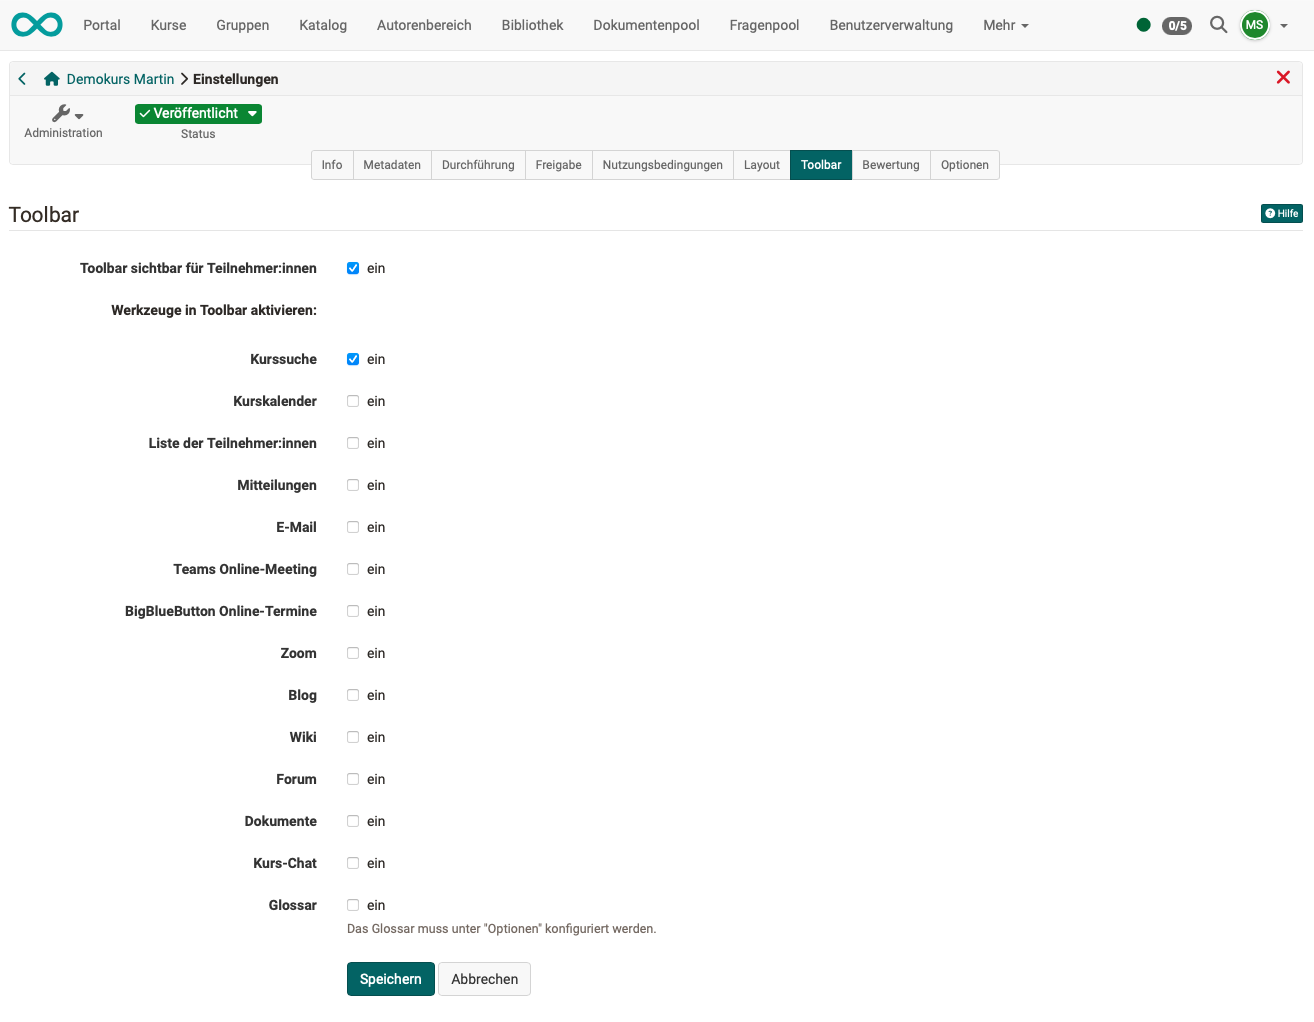 Portal Kurse Gruppen Katalog Autorenbereich Bibliothek Dokumentenpool Fragenpool Benutzerverwaltung Mehr 0/5 MS
Demokurs Martin Einstellungen
Veröffentlicht
Administration Status
Info Metadaten Durchführung Freigabe Nutzungsbedingungen Layout Toolbar Bewertung Optionen
Toolbar Hilfe
Toolbar sichtbar für Teilnehmer:innen ein
Werkzeuge in Toolbar aktivieren:
Kurssuche ein
Kurskalender ein
Liste der Teilnehmer:innen ein
Mitteilungen ein
E-Mail ein
Teams Online-Meeting ein
BigBlueButton Online-Termine ein
Zoom ein
Blog ein
Wiki ein
Forum ein
Dokumente ein
Kurs-Chat ein
Glossar ein
Das Glossar muss unter "Optionen" konfiguriert werden.
Speichern Abbrechen